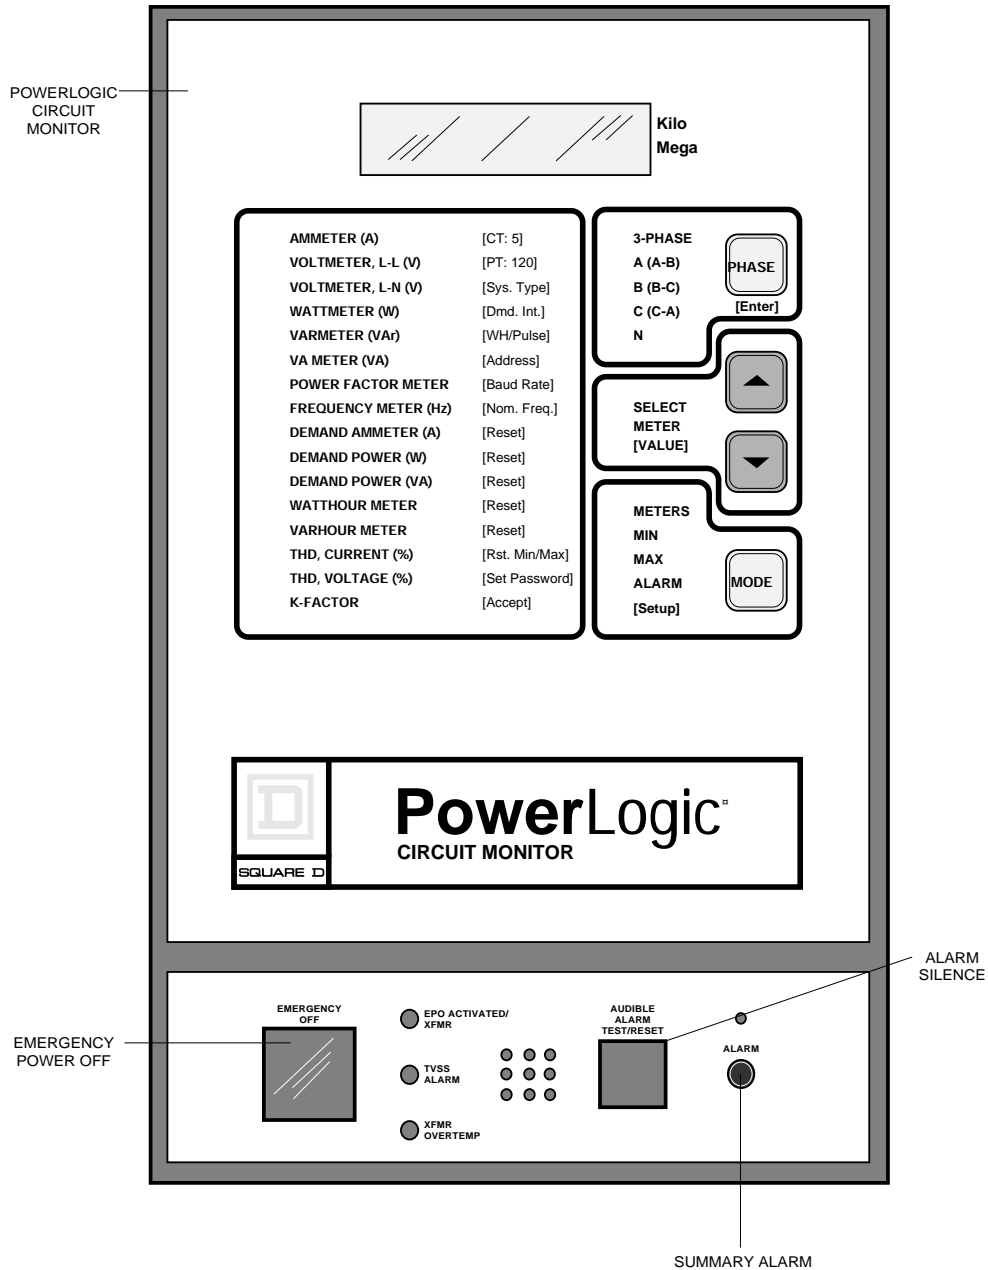 POWERLOGIC
CIRCUIT
MONITOR
Kilo
Mega
AMMETER (A) [CT: 5]
VOLTMETER, L-L (V) [PT: 120]
VOLTMETER, L-N (V) [Sys. Type]
WATTMETER (W) [Dmd. Int.]
VARMETER (VAr) [WH/Pulse]
VA METER (VA) [Address]
POWER FACTOR METER [Baud Rate]
FREQUENCY METER (Hz) [Nom. Freq.]
DEMAND AMMETER (A) [Reset]
DEMAND POWER (W) [Reset]
DEMAND POWER (VA) [Reset]
WATTHOUR METER [Reset]
VARHOUR METER [Reset]
THD, CURRENT (%) [Rst. Min/Max]
THD, VOLTAGE (%) [Set Password]
K-FACTOR [Accept]
3-PHASE
A (A-B)
B (B-C)
C (C-A)
N
PHASE
[Enter]
SELECT
METER
[VALUE]
METERS
MIN
MAX
ALARM
[Setup]
MODE
D
SQUARE D
PowerLogic¤
CIRCUIT MONITOR
ALARM
SILENCE
EMERGENCY
POWER OFF
EMERGENCY
OFF
EPO ACTIVATED/
XFMR
TVSS
ALARM
XFMR
OVERTEMP
AUDIBLE
ALARM
TEST/RESET
ALARM
SUMMARY ALARM